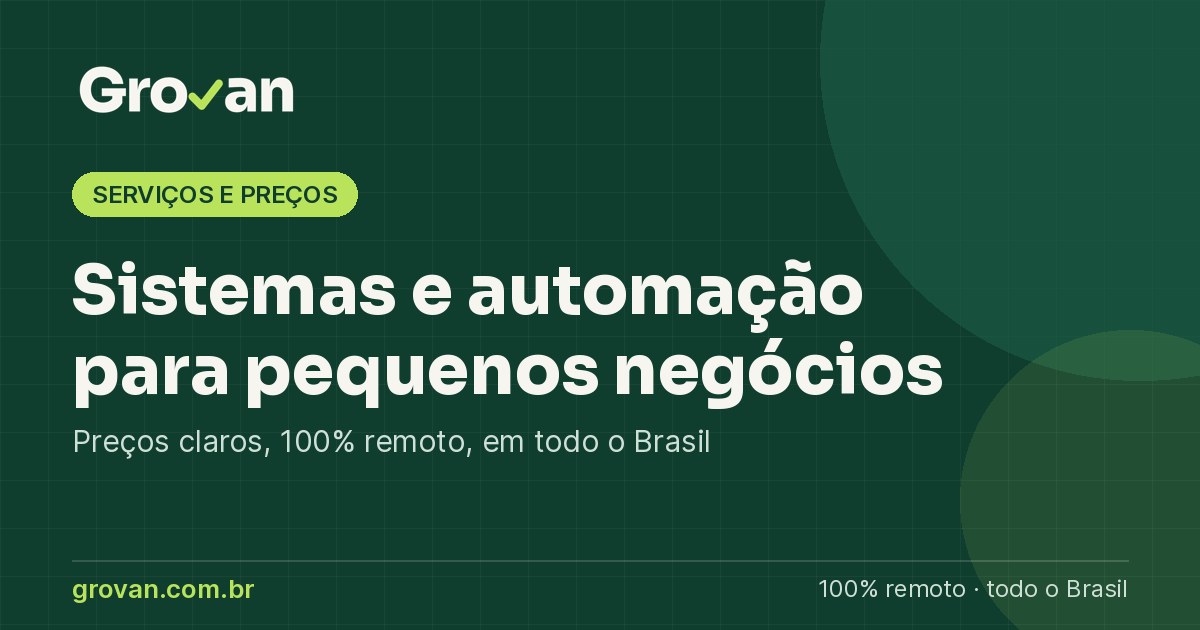 Grovan
SERVIÇOS E PREÇOS
Sistemas e automação
para pequenos negócios
Preços claros, 100% remoto, em todo o Brasil
grovan.com.br
100% remoto · todo o Brasil